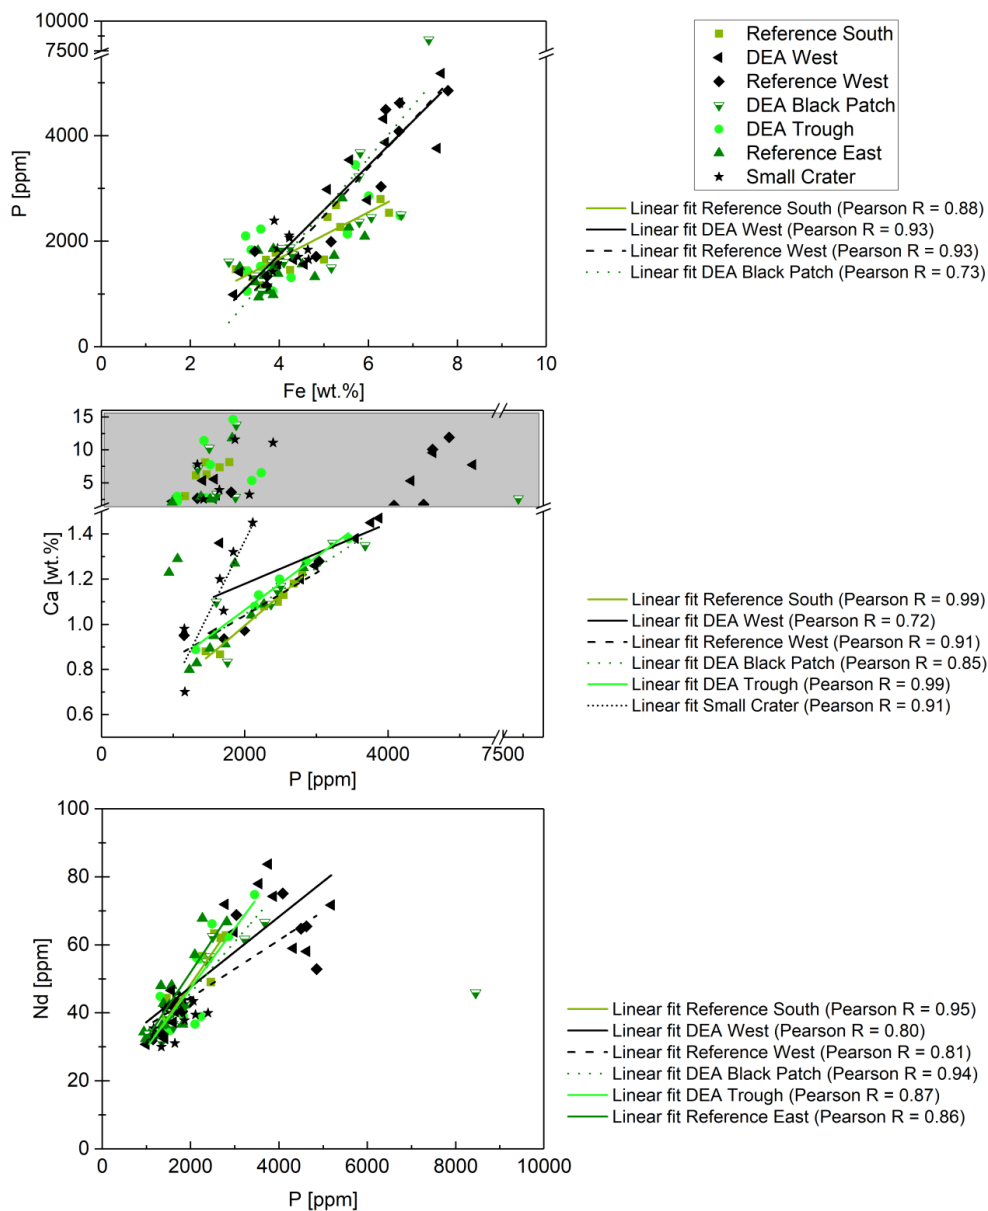 10000
7500
4000
2000
0
P [ppm]
0 2 4 6 8 10
Fe [wt.%]
Reference South
DEA West
Reference West
DEA Black Patch
DEA Trough
Reference East
Small Crater
Linear fit Reference South (Pearson R = 0.88)
Linear fit DEA West (Pearson R = 0.93)
Linear fit Reference West (Pearson R = 0.93)
Linear fit DEA Black Patch (Pearson R = 0.73)
15
10
5
1.4
1.2
1.0
0.8
0.6
Ca [wt.%]
0 2000 4000 7500
P [ppm]
Linear fit Reference South (Pearson R = 0.99)
Linear fit DEA West (Pearson R = 0.72)
Linear fit Reference West (Pearson R = 0.91)
Linear fit DEA Black Patch (Pearson R = 0.85)
Linear fit DEA Trough (Pearson R = 0.99)
Linear fit Small Crater (Pearson R = 0.91)
100
80
60
40
20
0
Nd [ppm]
0 2000 4000 6000 8000 10000
P [ppm]
Linear fit Reference South (Pearson R = 0.95)
Linear fit DEA West (Pearson R = 0.80)
Linear fit Reference West (Pearson R = 0.81)
Linear fit DEA Black Patch (Pearson R = 0.94)
Linear fit DEA Trough (Pearson R = 0.87)
Linear fit Reference East (Pearson R = 0.86)